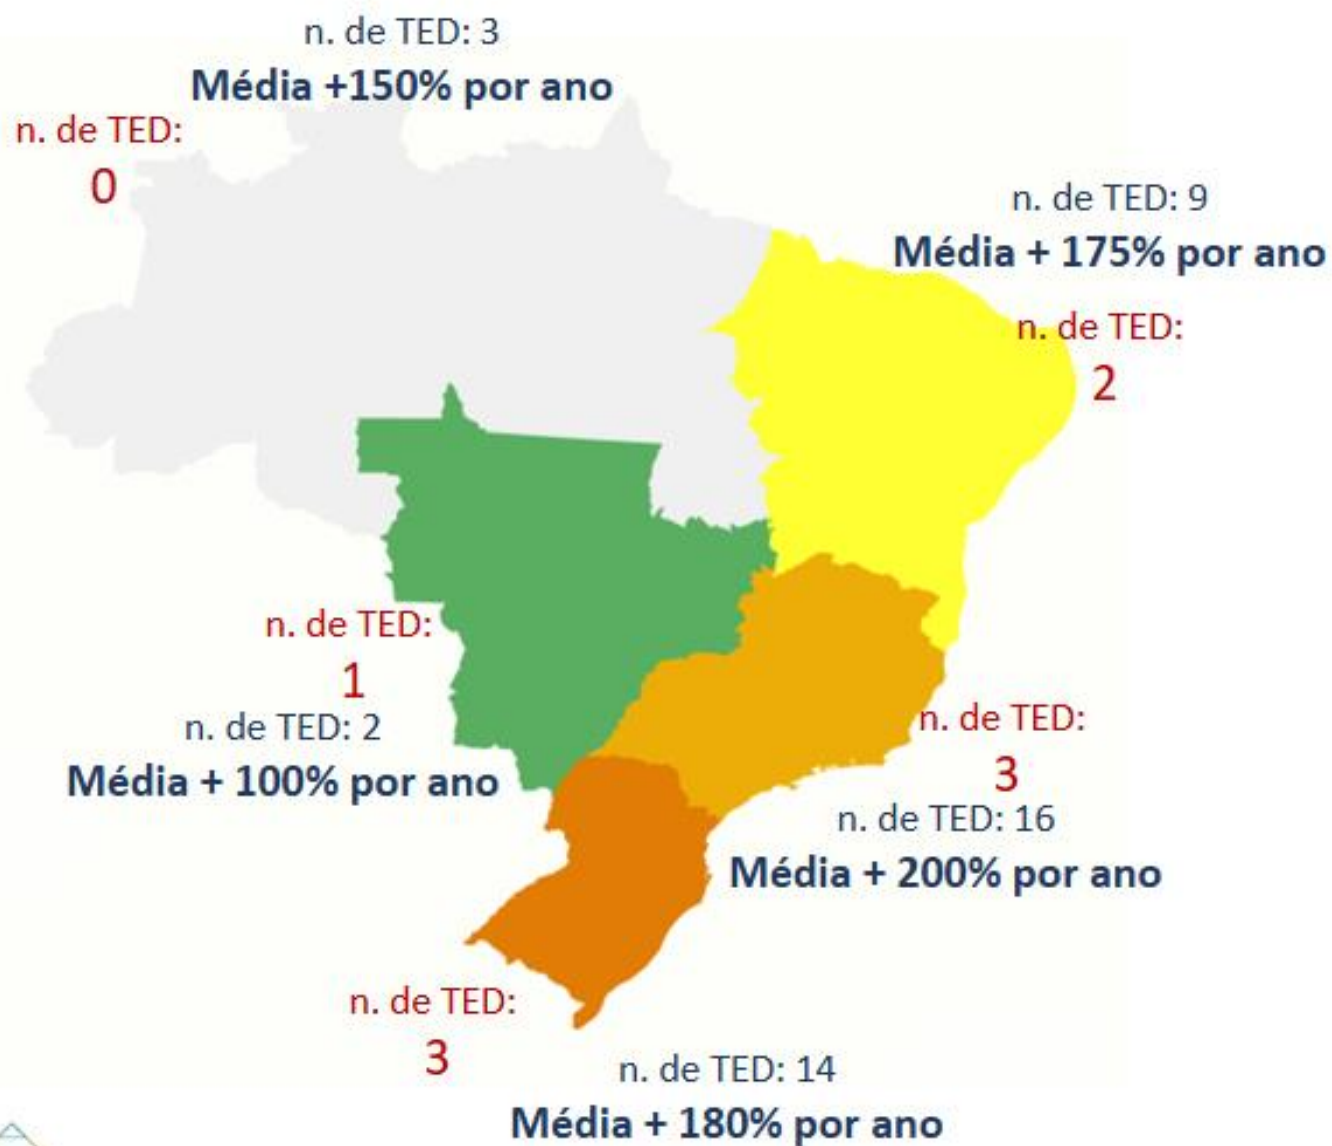 n. de TED: 3
Média +150% por ano
n. de TED:
0
n. de TED: 9
Média + 175% por ano
n. de TED:
2
n. de TED:
1
n. de TED: 2
Média + 100% por ano
n. de TED:
3
n. de TED: 16
Média + 200% por ano
n. de TED:
3
n. de TED: 14
Média + 180% por ano